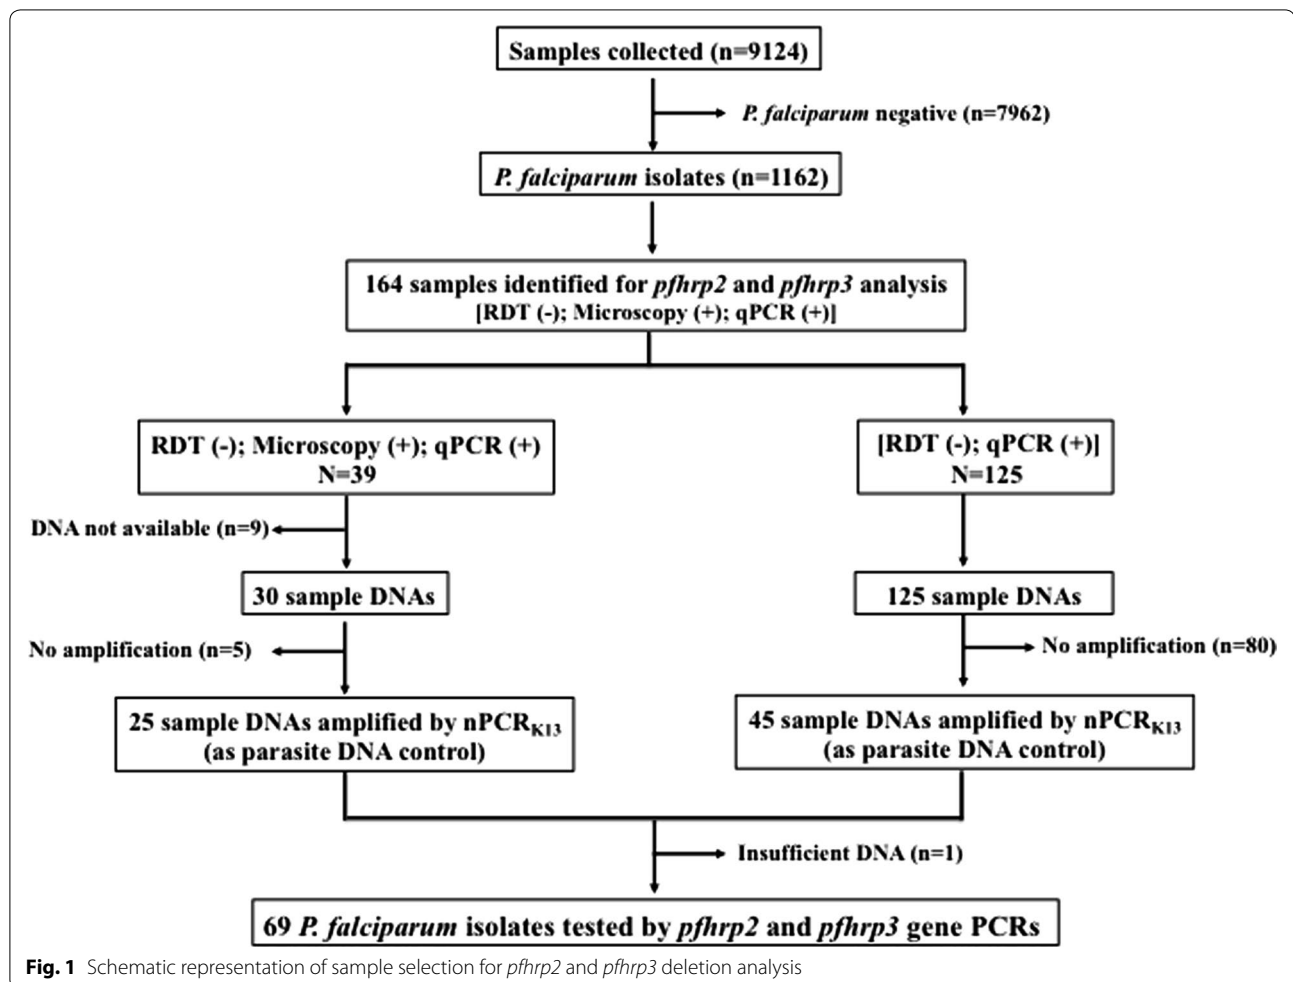 Samples collected (n=9124)
P. falciparum negative (n=7962)
P. falciparum isolates (n=1162)
164 samples identified for pfhrp2 and pfhrp3 analysis
[RDT (-); Microscopy (+); qPCR (+)]
RDT (-); Microscopy (+); qPCR (+)
N=39
[RDT (-); qPCR (+)]
N=125
DNA not available (n=9)
30 sample DNAs
125 sample DNAs
No amplification (n=5)
No amplification (n=80)
25 sample DNAs amplified by nPCRK13
(as parasite DNA control)
45 sample DNAs amplified by nPCRK13
(as parasite DNA control)
Insufficient DNA (n=1)
69 P. falciparum isolates tested by pfhrp2 and pfhrp3 gene PCRs
Fig. 1 Schematic representation of sample selection for pfhrp2 and pfhrp3 deletion analysis